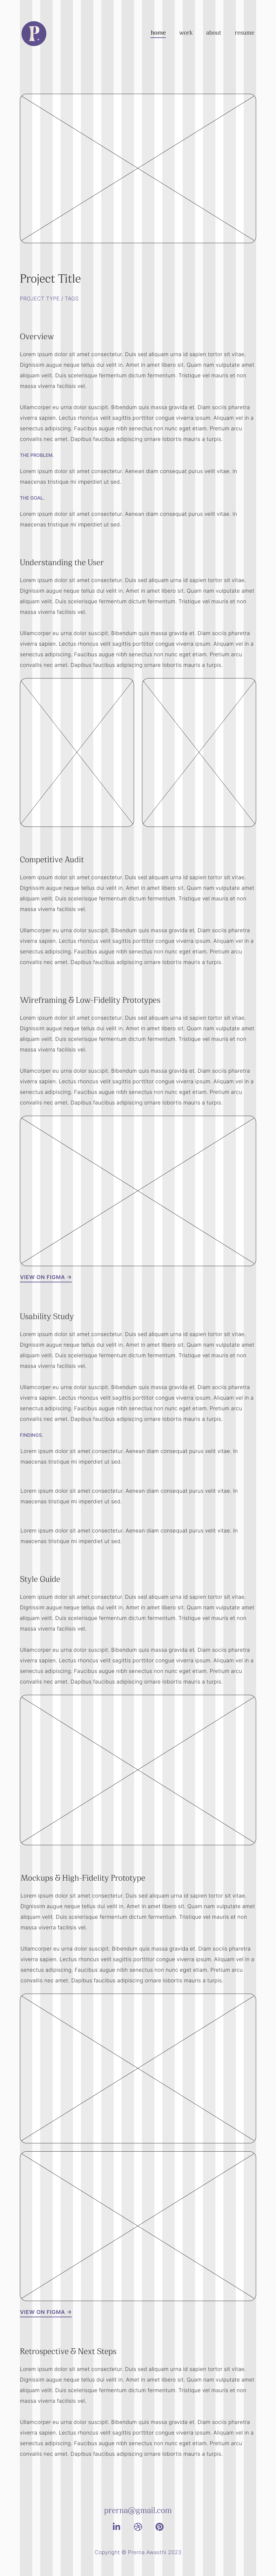 P.
home work about resume
Project Title
PROJECT TYPE / TAGS
Overview
Lorem ipsum dolor sit amet consectetur. Duis sed aliquam urna id sapien tortor sit vitae.
Dignissim augue neque tellus dui velit in. Amet in amet libero sit. Quam nam vulputate amet
aliquam velit. Duis scelerisque fermentum dictum fermentum. Tristique vel mauris et non
massa viverra facilisis vel.
Ullamcorper eu urna dolor suscipit. Bibendum quis massa gravida et. Diam sociis pharetra
viverra sapien. Lectus rhoncus velit sagittis porttitor congue viverra ipsum. Aliquam vel in a
senectus adipiscing. Faucibus augue nibh senectus non nunc eget etiam. Pretium arcu
convallis nec amet. Dapibus faucibus adipiscing ornare lobortis mauris a turpis.
THE PROBLEM.
Lorem ipsum dolor sit amet consectetur. Aenean diam consequat purus velit vitae. In
maecenas tristique mi imperdiet ut sed.
THE GOAL.
Lorem ipsum dolor sit amet consectetur. Aenean diam consequat purus velit vitae. In
maecenas tristique mi imperdiet ut sed.
Understanding the User
Lorem ipsum dolor sit amet consectetur. Duis sed aliquam urna id sapien tortor sit vitae.
Dignissim augue neque tellus dui velit in. Amet in amet libero sit. Quam nam vulputate amet
aliquam velit. Duis scelerisque fermentum dictum fermentum. Tristique vel mauris et non
massa viverra facilisis vel.
Ullamcorper eu urna dolor suscipit. Bibendum quis massa gravida et. Diam sociis pharetra
viverra sapien. Lectus rhoncus velit sagittis porttitor congue viverra ipsum. Aliquam vel in a
senectus adipiscing. Faucibus augue nibh senectus non nunc eget etiam. Pretium arcu
convallis nec amet. Dapibus faucibus adipiscing ornare lobortis mauris a turpis.
Competitive Audit
Lorem ipsum dolor sit amet consectetur. Duis sed aliquam urna id sapien tortor sit vitae.
Dignissim augue neque tellus dui velit in. Amet in amet libero sit. Quam nam vulputate amet
aliquam velit. Duis scelerisque fermentum dictum fermentum. Tristique vel mauris et non
massa viverra facilisis vel.
Ullamcorper eu urna dolor suscipit. Bibendum quis massa gravida et. Diam sociis pharetra
viverra sapien. Lectus rhoncus velit sagittis porttitor congue viverra ipsum. Aliquam vel in a
senectus adipiscing. Faucibus augue nibh senectus non nunc eget etiam. Pretium arcu
convallis nec amet. Dapibus faucibus adipiscing ornare lobortis mauris a turpis.
Wireframing & Low-Fidelity Prototypes
Lorem ipsum dolor sit amet consectetur. Duis sed aliquam urna id sapien tortor sit vitae.
Dignissim augue neque tellus dui velit in. Amet in amet libero sit. Quam nam vulputate amet
aliquam velit. Duis scelerisque fermentum dictum fermentum. Tristique vel mauris et non
massa viverra facilisis vel.
Ullamcorper eu urna dolor suscipit. Bibendum quis massa gravida et. Diam sociis pharetra
viverra sapien. Lectus rhoncus velit sagittis porttitor congue viverra ipsum. Aliquam vel in a
senectus adipiscing. Faucibus augue nibh senectus non nunc eget etiam. Pretium arcu
convallis nec amet. Dapibus faucibus adipiscing ornare lobortis mauris a turpis.
VIEW ON FIGMA →
Usability Study
Lorem ipsum dolor sit amet consectetur. Duis sed aliquam urna id sapien tortor sit vitae.
Dignissim augue neque tellus dui velit in. Amet in amet libero sit. Quam nam vulputate amet
aliquam velit. Duis scelerisque fermentum dictum fermentum. Tristique vel mauris et non
massa viverra facilisis vel.
Ullamcorper eu urna dolor suscipit. Bibendum quis massa gravida et. Diam sociis pharetra
viverra sapien. Lectus rhoncus velit sagittis porttitor congue viverra ipsum. Aliquam vel in a
senectus adipiscing. Faucibus augue nibh senectus non nunc eget etiam. Pretium arcu
convallis nec amet. Dapibus faucibus adipiscing ornare lobortis mauris a turpis.
FINDINGS.
Lorem ipsum dolor sit amet consectetur. Aenean diam consequat purus velit vitae. In
maecenas tristique mi imperdiet ut sed.
Lorem ipsum dolor sit amet consectetur. Aenean diam consequat purus velit vitae. In
maecenas tristique mi imperdiet ut sed.
Lorem ipsum dolor sit amet consectetur. Aenean diam consequat purus velit vitae. In
maecenas tristique mi imperdiet ut sed.
Style Guide
Lorem ipsum dolor sit amet consectetur. Duis sed aliquam urna id sapien tortor sit vitae.
Dignissim augue neque tellus dui velit in. Amet in amet libero sit. Quam nam vulputate amet
aliquam velit. Duis scelerisque fermentum dictum fermentum. Tristique vel mauris et non
massa viverra facilisis vel.
Ullamcorper eu urna dolor suscipit. Bibendum quis massa gravida et. Diam sociis pharetra
viverra sapien. Lectus rhoncus velit sagittis porttitor congue viverra ipsum. Aliquam vel in a
senectus adipiscing. Faucibus augue nibh senectus non nunc eget etiam. Pretium arcu
convallis nec amet. Dapibus faucibus adipiscing ornare lobortis mauris a turpis.
Mockups & High-Fidelity Prototype
Lorem ipsum dolor sit amet consectetur. Duis sed aliquam urna id sapien tortor sit vitae.
Dignissim augue neque tellus dui velit in. Amet in amet libero sit. Quam nam vulputate amet
aliquam velit. Duis scelerisque fermentum dictum fermentum. Tristique vel mauris et non
massa viverra facilisis vel.
Ullamcorper eu urna dolor suscipit. Bibendum quis massa gravida et. Diam sociis pharetra
viverra sapien. Lectus rhoncus velit sagittis porttitor congue viverra ipsum. Aliquam vel in a
senectus adipiscing. Faucibus augue nibh senectus non nunc eget etiam. Pretium arcu
convallis nec amet. Dapibus faucibus adipiscing ornare lobortis mauris a turpis.
VIEW ON FIGMA →
Retrospective & Next Steps
Lorem ipsum dolor sit amet consectetur. Duis sed aliquam urna id sapien tortor sit vitae.
Dignissim augue neque tellus dui velit in. Amet in amet libero sit. Quam nam vulputate amet
aliquam velit. Duis scelerisque fermentum dictum fermentum. Tristique vel mauris et non
massa viverra facilisis vel.
Ullamcorper eu urna dolor suscipit. Bibendum quis massa gravida et. Diam sociis pharetra
viverra sapien. Lectus rhoncus velit sagittis porttitor congue viverra ipsum. Aliquam vel in a
senectus adipiscing. Faucibus augue nibh senectus non nunc eget etiam. Pretium arcu
convallis nec amet. Dapibus faucibus adipiscing ornare lobortis mauris a turpis.
prerna@gmail.com
in
Copyright © Prerna Awasthi 2023